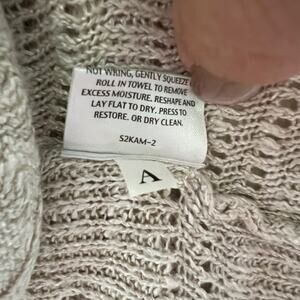 NOT WRING, GENTLY SQUEEZE
ROLL IN TOWEL TO REMOVE
EXCESS MOISTURE. RESHAPE AND
LAY FLAT TO DRY. PRESS TO
RESTORE. OR DRY CLEAN.
S2KAM-2
A